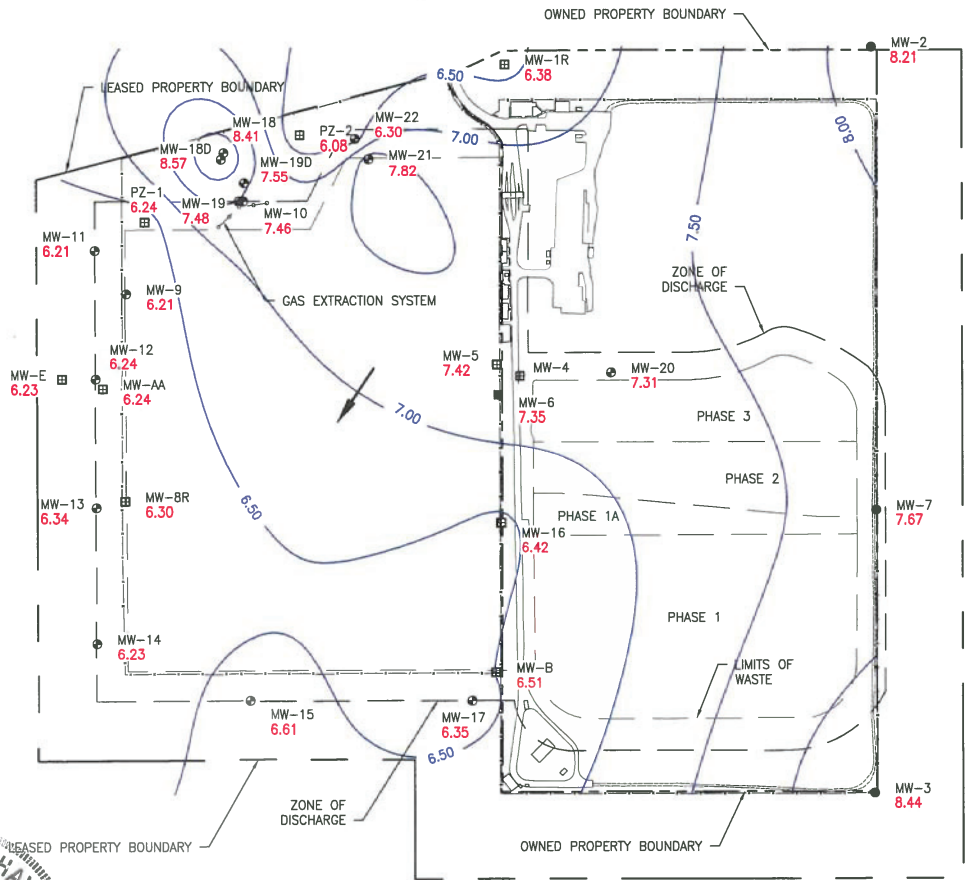 OWNED PROPERTY BOUNDARY
MW-2
8.21
MW-1R
6.38
6.50
LEASED PROPERTY BOUNDARY
MW-18
8.41
MW-22
6.30
PZ-2
6.08
7.00
8.00
MW-18D
8.57
MW-19D
7.55
MW-21
7.82
PZ-1
6.24
MW-19
7.48
MW-10
7.46
7.50
MW-11
6.21
ZONE OF
DISCHARGE
MW-9
6.21
GAS EXTRACTION SYSTEM
MW-12
6.24
MW-5
7.42
MW-4
MW-20
7.31
MW-E
6.23
MW-AA
6.24
7.00
MW-6
7.35
PHASE 3
PHASE 2
MW-13
6.34
MW-8R
6.30
6.50
PHASE 1A
MW-7
7.67
MW-16
6.42
PHASE 1
MW-14
6.23
MW-B
6.51
LIMITS OF
WASTE
MW-15
6.61
MW-17
6.35
6.50
MW-3
8.44
ZONE OF
DISCHARGE
LEASED PROPERTY BOUNDARY
OWNED PROPERTY BOUNDARY